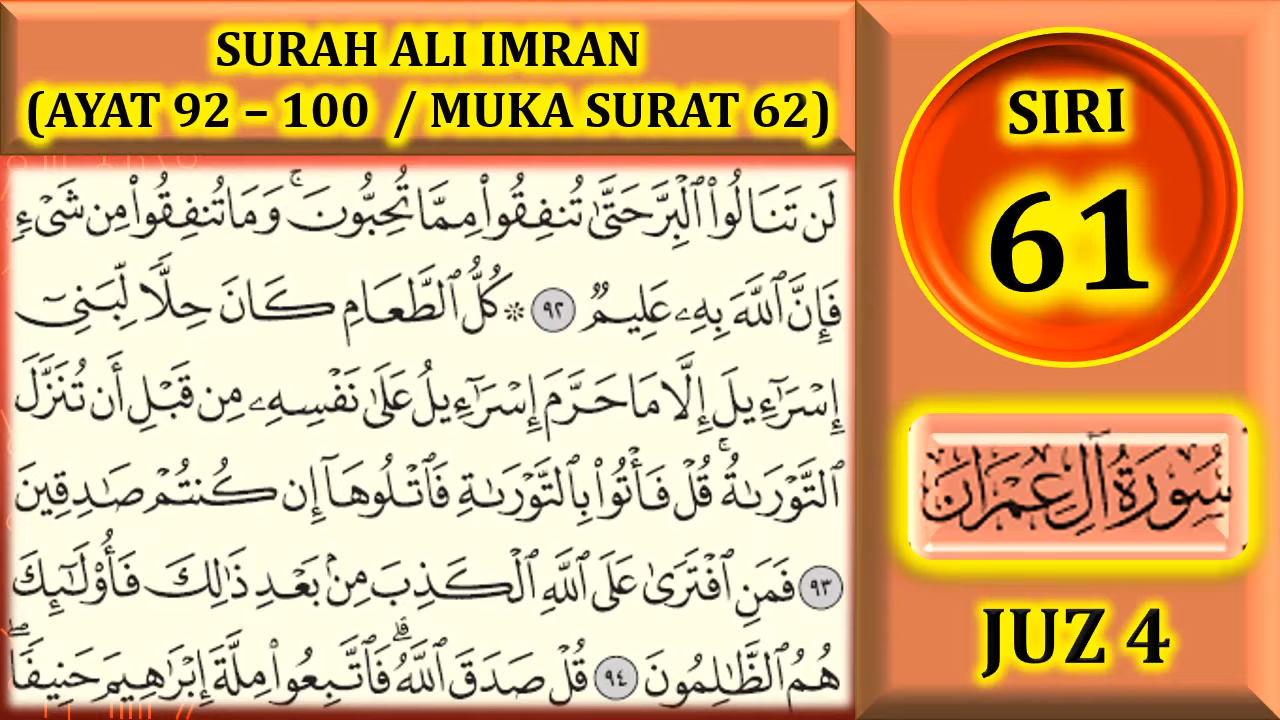 SURAH ALI IMRAN
(AYAT 92 – 100 / MUKA SURAT 62)
لَن تَنَالُوا۟ ٱلْبِرَّ حَتَّىٰ تُنفِقُوا۟ مِمَّا تُحِبُّونَ ۚ وَمَا تُنفِقُوا۟ مِن شَىْءٍ
فَإِنَّ ٱللَّهَ بِهِۦ عَلِيمٌ ٩٢ ۞ كُلُّ ٱلطَّعَامِ كَانَ حِلًّا لِّبَنِىٓ
إِسْرَٰٓءِيلَ إِلَّا مَا حَرَّمَ إِسْرَٰٓءِيلُ عَلَىٰ نَفْسِهِۦ مِن قَبْلِ أَن تُنَزَّلَ
ٱلتَّوْرَىٰةُ ۗ قُلْ فَأْتُوا۟ بِٱلتَّوْرَىٰةِ فَٱتْلُوهَآ إِن كُنتُمْ صَـٰدِقِينَ
٩٣ فَمَنِ ٱفْتَرَىٰ عَلَى ٱللَّهِ ٱلْكَذِبَ مِنۢ بَعْدِ ذَٰلِكَ فَأُو۟لَـٰٓئِكَ
هُمُ ٱلظَّـٰلِمُونَ ٩٤ قُلْ صَدَقَ ٱللَّهُ ۗ فَٱتَّبِعُوا۟ مِلَّةَ إِبْرَٰهِيمَ حَنِيفًا ۖ
SIRI
61
سُورَةُ آلِ عِمْرَان
JUZ 4